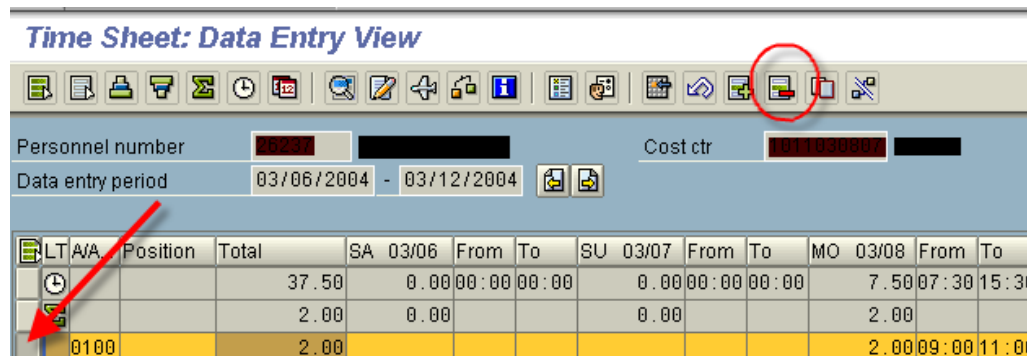 Time Sheet: Data Entry View
Personnel number 26237 Cost ctr
Data entry period 03/06/2004 - 03/12/2004
LT A/A.. Position Total SA 03/06 From To SU 03/07 From To MO 03/08 From To
37.50 0.00 00:00 00:00 0.00 00:00 00:00 7.50 07:30 15:30
2.00 0.00 0.00 2.00
0100 2.00 2.00 09:00 11:00